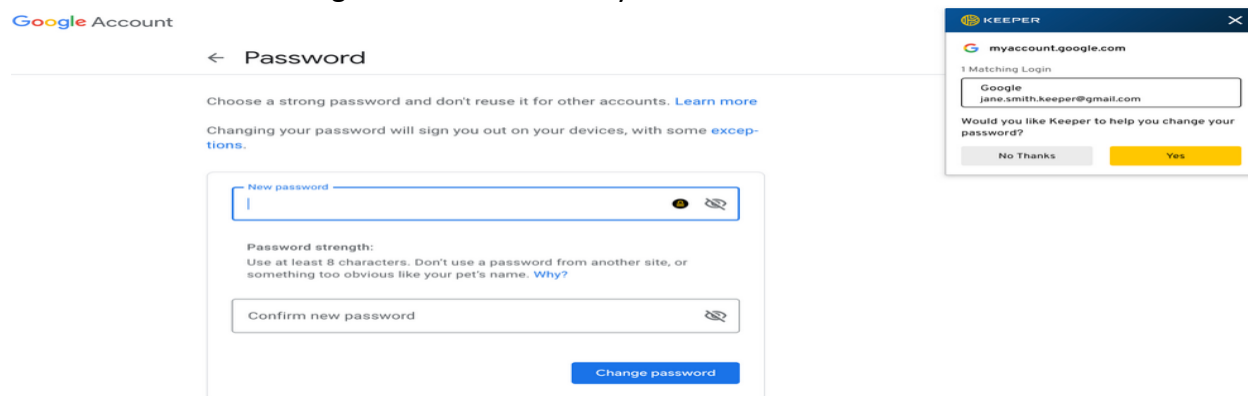 Google Account
← Password
Choose a strong password and don't reuse it for other accounts. Learn more
Changing your password will sign you out on your devices, with some excep-
tions.
New password
Password strength:
Use at least 8 characters. Don't use a password from another site, or
something too obvious like your pet's name. Why?
Confirm new password
Change password
KEEPER
myaccount.google.com
1 Matching Login
Google
jane.smith.keeper@gmail.com
Would you like Keeper to help you change your
password?
No Thanks
Yes